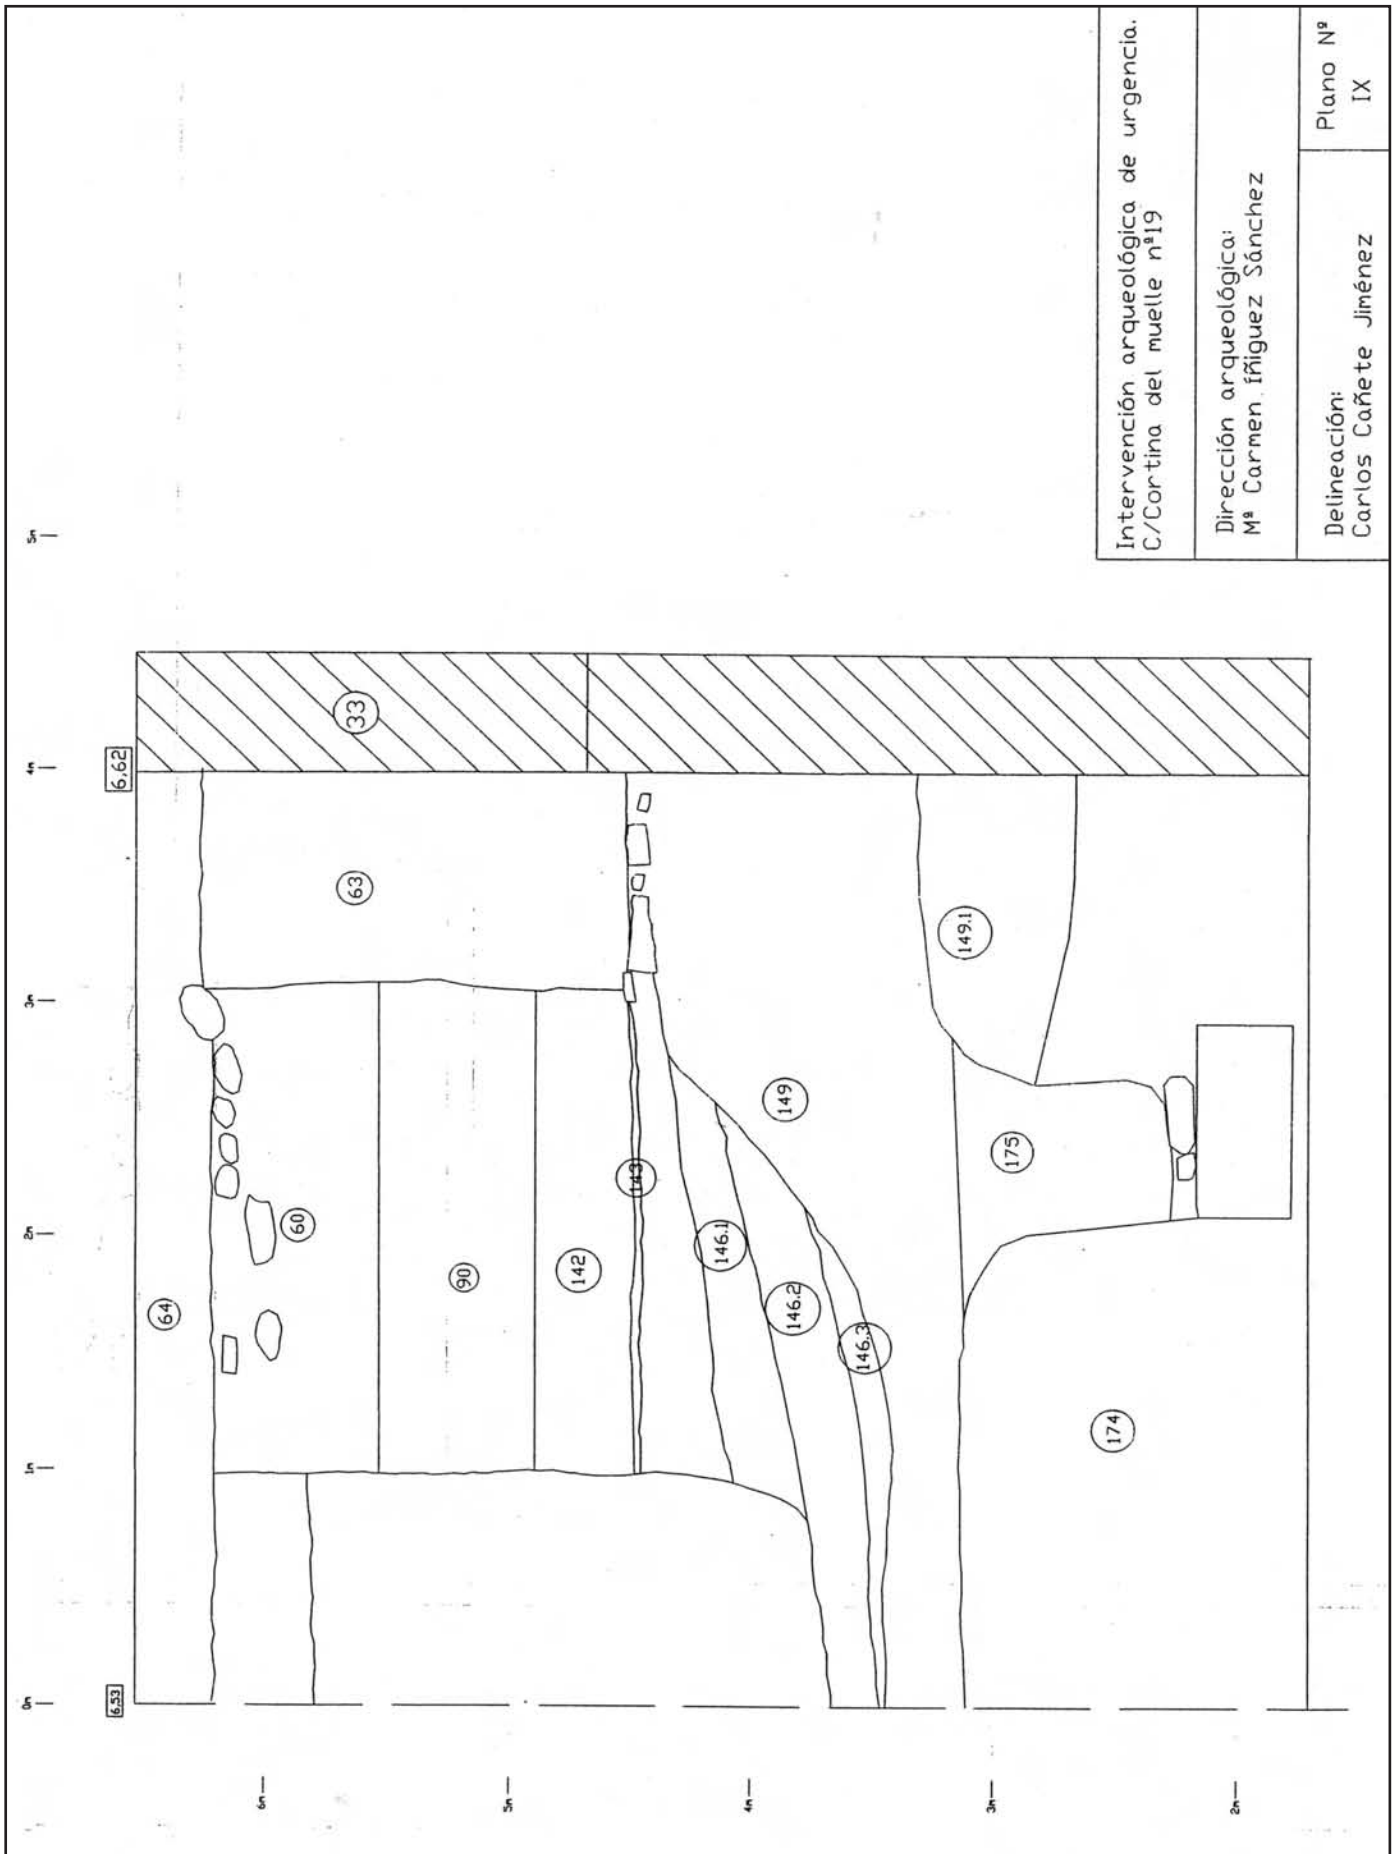 0m
1m
2m
3m
4m
5m
6.53
6.62
6m
5m
4m
3m
2m
64
60
63
33
90
142
143
146.1
146.2
146.3
149
149.1
175
174
Intervención arqueológica de urgencia.
C/Cortina del muelle nª19
Dirección arqueológica:
Mª Carmen Íñiguez Sánchez
Delineación:
Carlos Cañete Jiménez
Plano Nº
IX